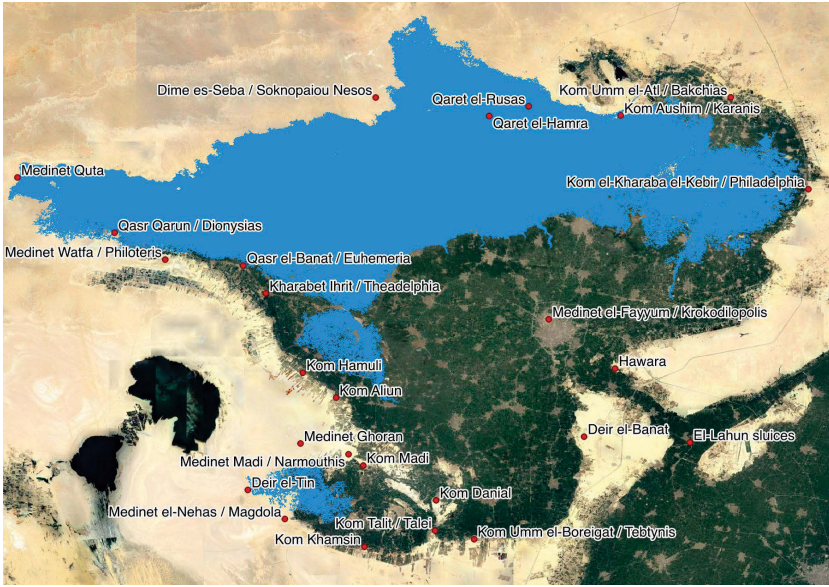 Dime es-Seba / Soknopaiou Nesos
Kom Umm el-Atl / Bakchias
Qaret el-Rusas
Kom Aushim / Karanis
Qaret el-Hamra
Medinet Quta
Kom el-Kharaba el-Kebir / Philadelphia
Qasr Qarun / Dionysias
Medinet Watfa / Philoteris
Qasr el-Banat / Euhemeria
Kharabet Ihrit / Theadelphia
Medinet el-Fayyum / Krokodilopolis
Kom Hamuli
Hawara
Kom Aliun
Deir el-Banat
El-Lahun sluices
Medinet Ghoran
Medinet Madi / Narmouthis
Kom Madi
Deir el-Tin
Kom Danial
Medinet el-Nehas / Magdola
Kom Talit / Talei
Kom Umm el-Boreigat / Tebtynis
Kom Khamsin